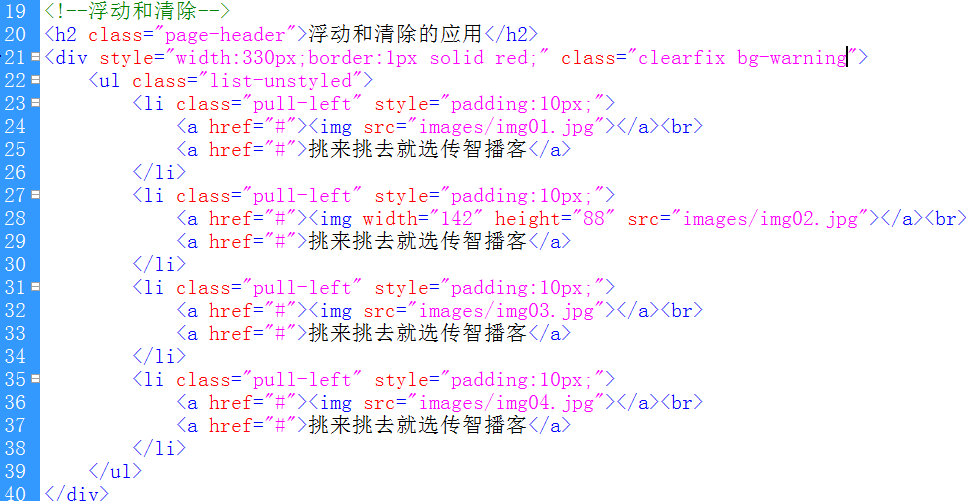 19 <!--浮动和清除-->
20 <h2 class="page-header">浮动和清除的应用</h2>
21 <div style="width:330px;border:1px solid red;" class="clearfix bg-warning">
22 <ul class="list-unstyled">
23 <li class="pull-left" style="padding:10px;">
24 <a href="#"><img src="images/img01.jpg"></a><br>
25 <a href="#">挑来挑去就选传智播客</a>
26 </li>
27 <li class="pull-left" style="padding:10px;">
28 <a href="#"><img width="142" height="88" src="images/img02.jpg"></a><br>
29 <a href="#">挑来挑去就选传智播客</a>
30 </li>
31 <li class="pull-left" style="padding:10px;">
32 <a href="#"><img src="images/img03.jpg"></a><br>
33 <a href="#">挑来挑去就选传智播客</a>
34 </li>
35 <li class="pull-left" style="padding:10px;">
36 <a href="#"><img src="images/img04.jpg"></a><br>
37 <a href="#">挑来挑去就选传智播客</a>
38 </li>
39 </ul>
40 </div>